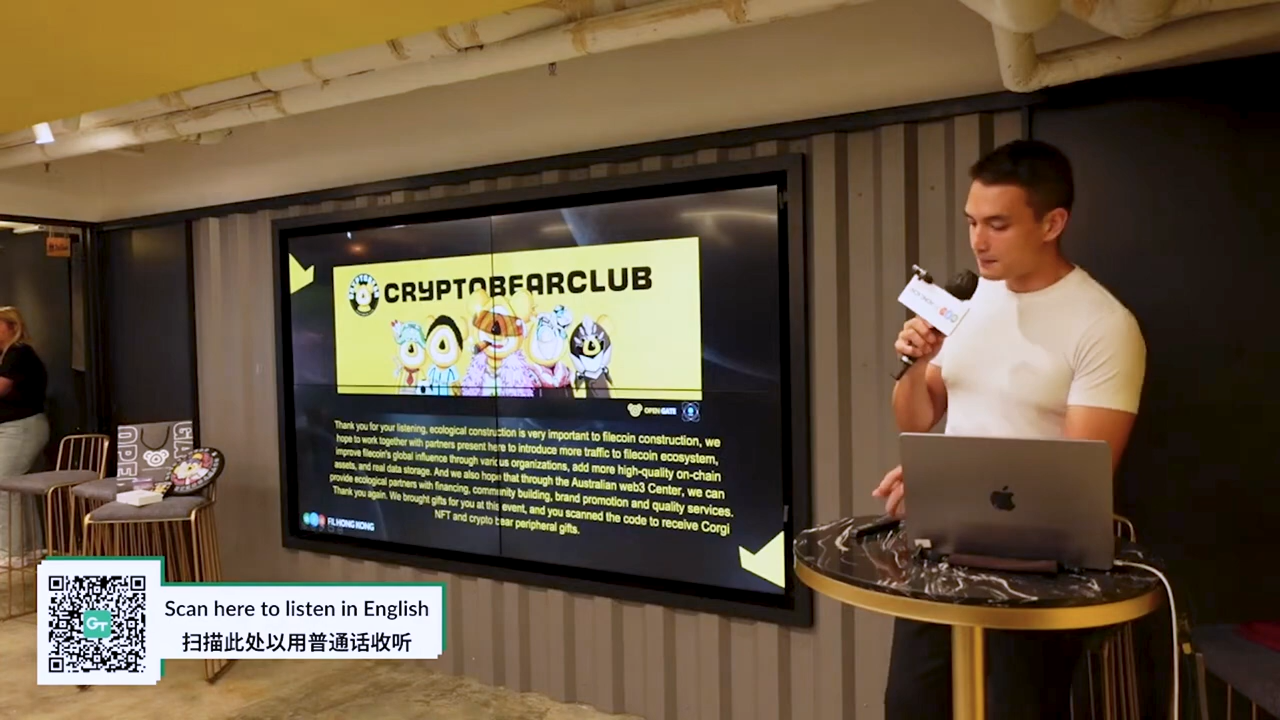 CRYPTOBEARCLUB
OPEN GATE
Thank you for your listening, ecological construction is very important to filecoin construction, we
hope to work together with partners present here to introduce more traffic to filecoin ecosystem,
improve filecoin's global influence through various organizations, add more high-quality on-chain
assets, and real data storage. And we also hope that through the Australian web3 Center, we can
provide ecological partners with financing, community building, brand promotion and quality services.
Thank you again. We brought gifts for you at this event, and you scanned the code to receive Corgi
NFT and crypto bear peripheral gifts.
FIL HONG KONG
OPEN
GT
Scan here to listen in English
扫描此处以用普通话收听